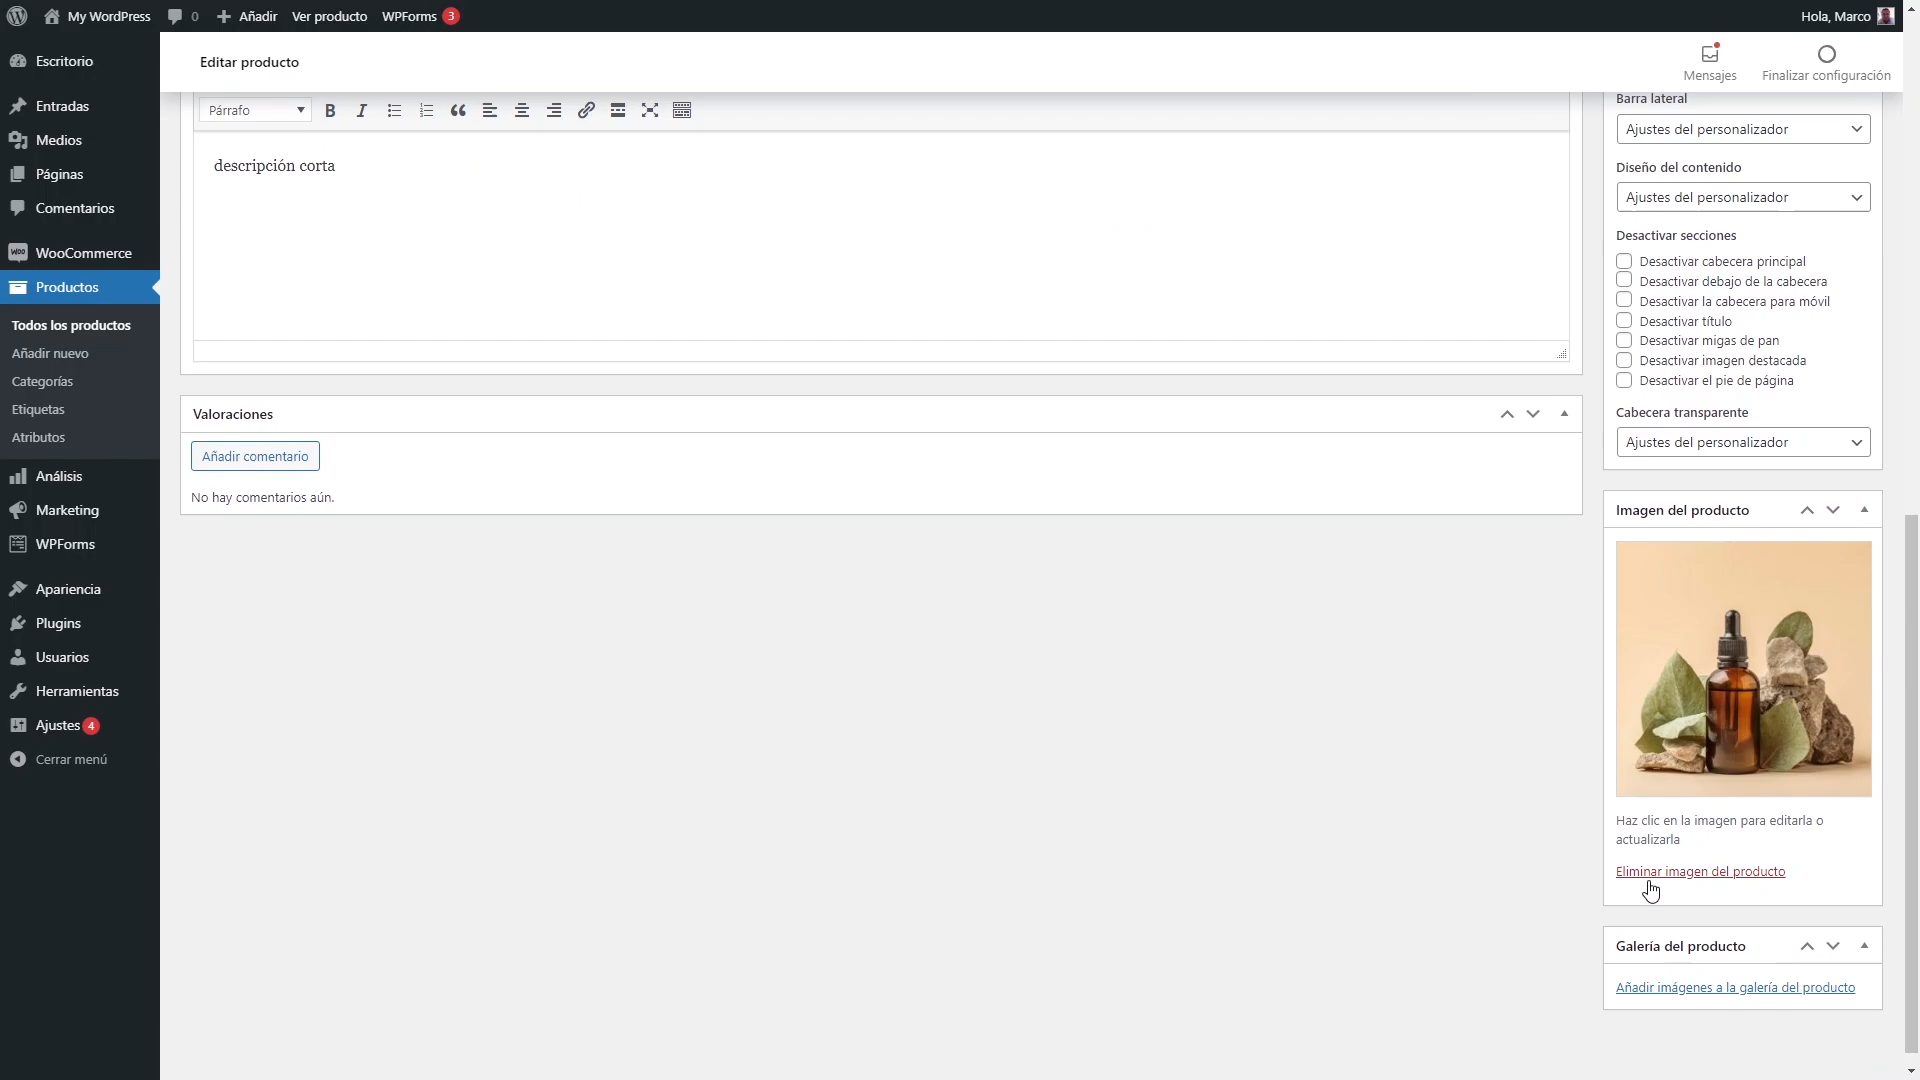 My WordPress
0
Añadir
Ver producto
WPForms 3
Hola, Marco
Editar producto
Mensajes
Finalizar configuración
Escritorio
Entradas
Medios
Páginas
Comentarios
WooCommerce
Productos
Todos los productos
Añadir nuevo
Categorías
Etiquetas
Atributos
Análisis
Marketing
WPForms
Apariencia
Plugins
Usuarios
Herramientas
Ajustes 4
Cerrar menú
Párrafo
descripción corta
Valoraciones
Añadir comentario
No hay comentarios aún.
Barra lateral
Ajustes del personalizador
Diseño del contenido
Ajustes del personalizador
Desactivar secciones
Desactivar cabecera principal
Desactivar debajo de la cabecera
Desactivar la cabecera para móvil
Desactivar título
Desactivar migas de pan
Desactivar imagen destacada
Desactivar el pie de página
Cabecera transparente
Ajustes del personalizador
Imagen del producto
Haz clic en la imagen para editarla o
actualizarla
Eliminar imagen del producto
Galería del producto
Añadir imágenes a la galería del producto